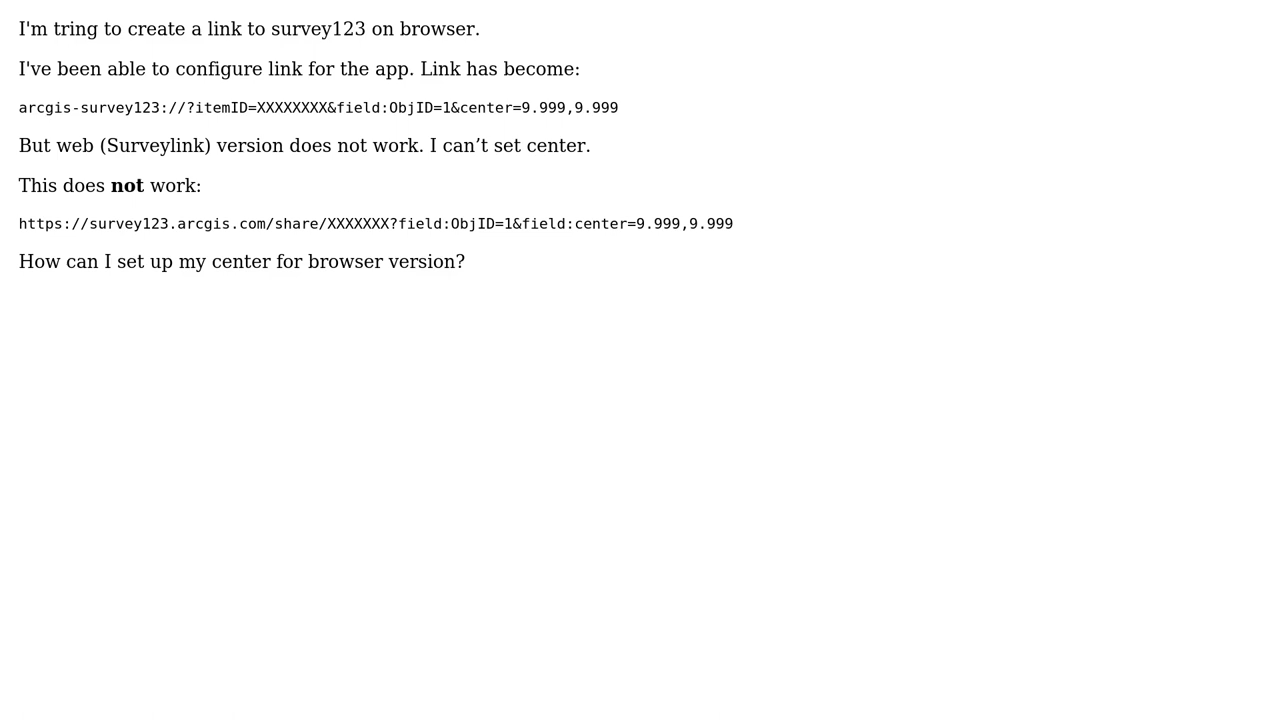 I'm tring to create a link to survey123 on browser.
I've been able to configure link for the app. Link has become:
arcgis-survey123://?itemID=XXXXXXXX&field:ObjID=1&center=9.999,9.999
But web (Surveylink) version does not work. I can’t set center.
This does not work:
https://survey123.arcgis.com/share/XXXXXXX?field:ObjID=1&field:center=9.999,9.999
How can I set up my center for browser version?